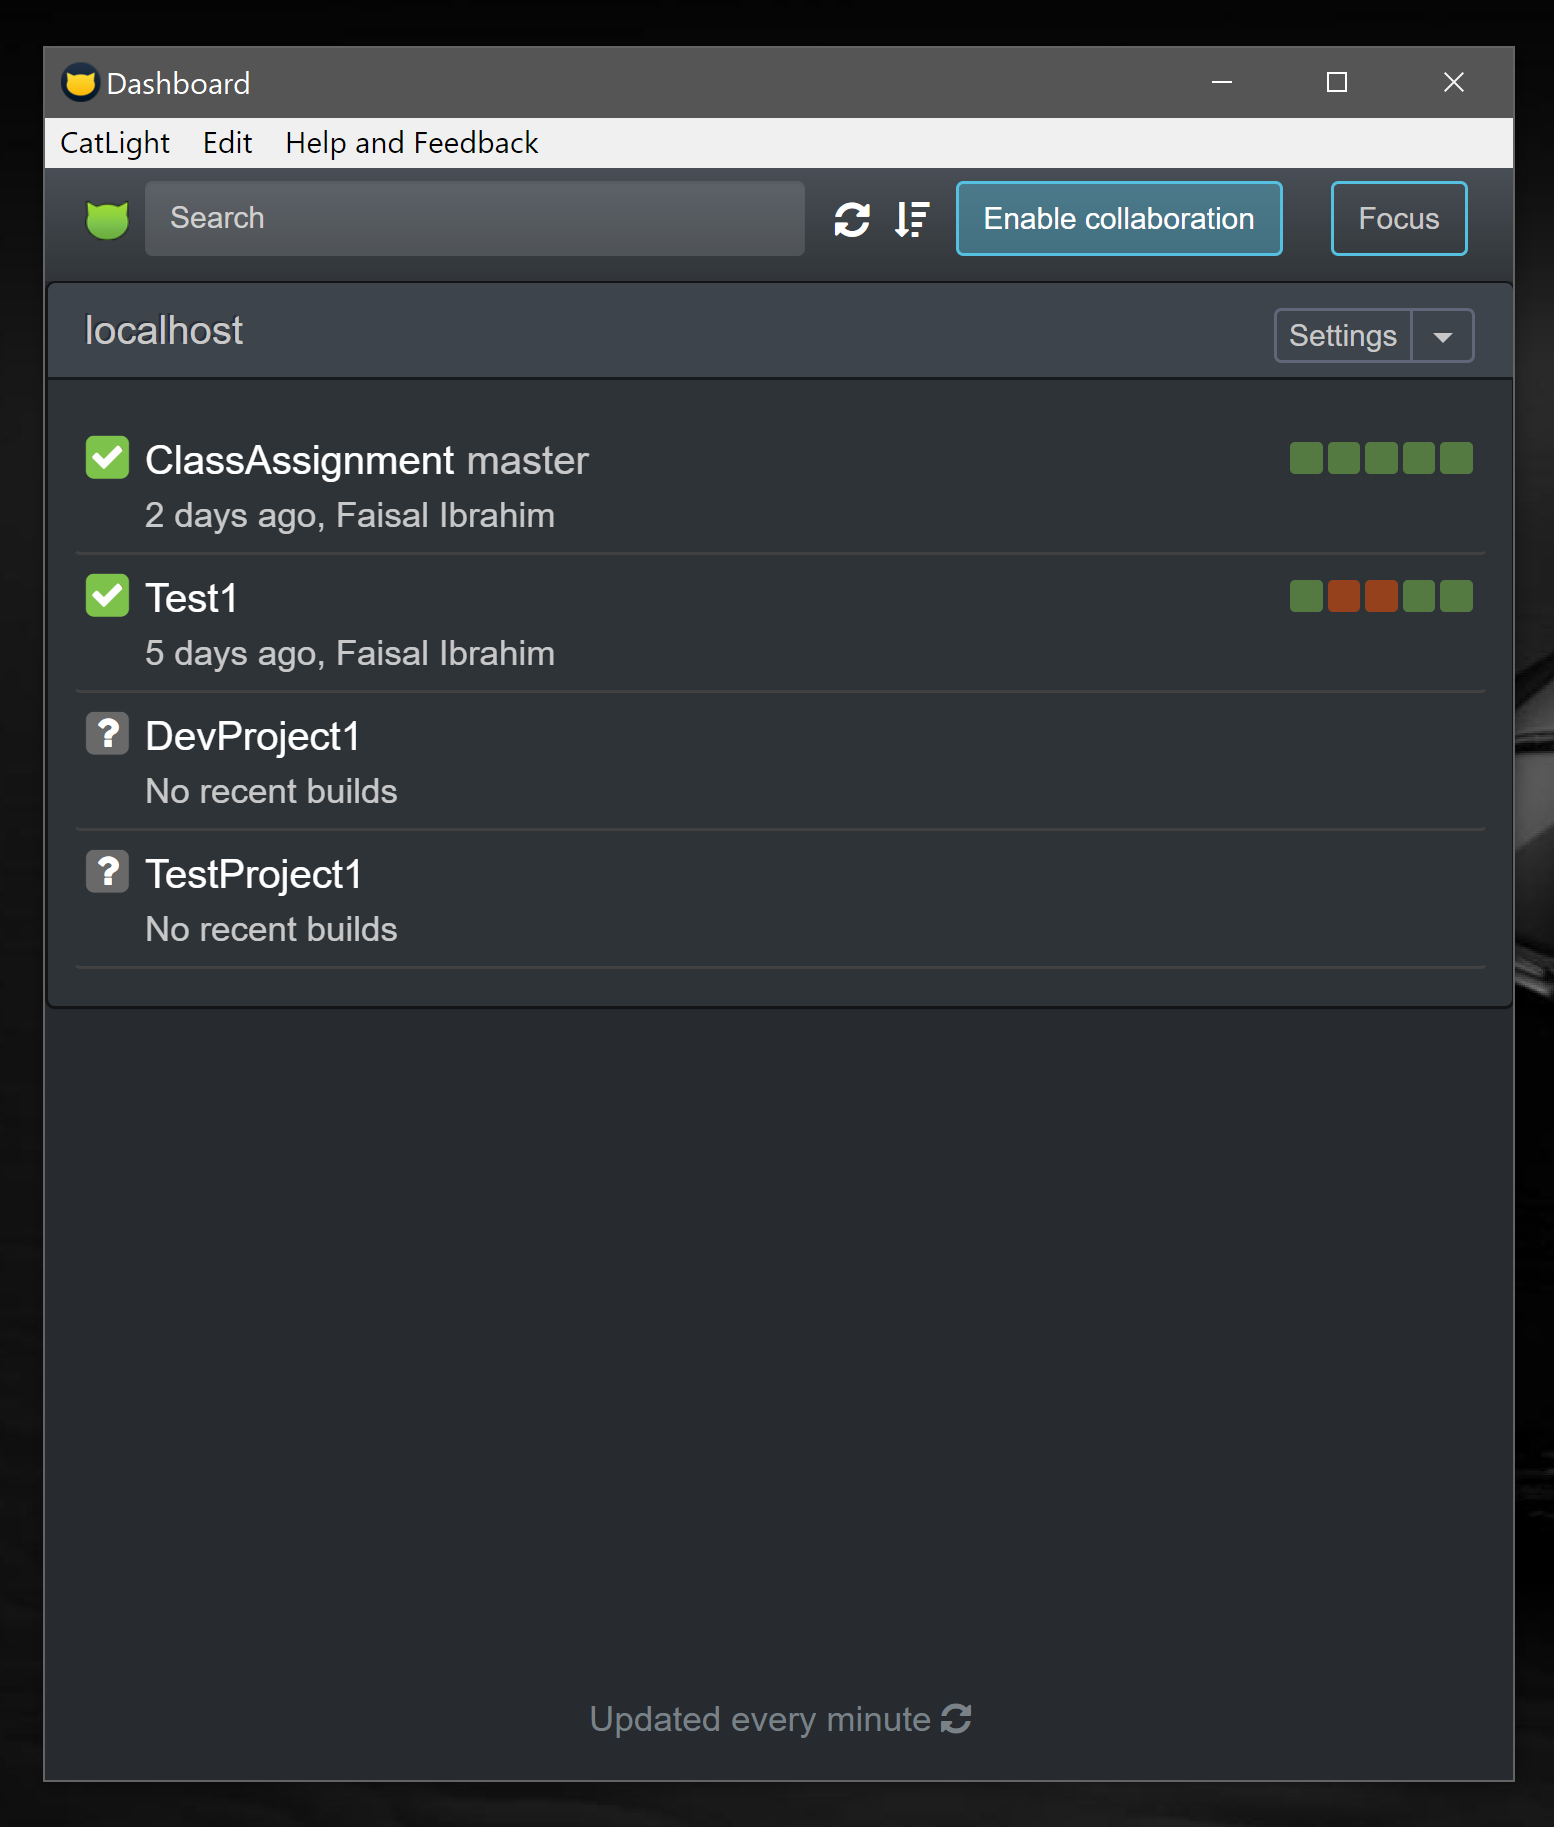 Dashboard
CatLight Edit Help and Feedback
Search Enable collaboration Focus
localhost Settings
ClassAssignment master
2 days ago, Faisal Ibrahim
Test1
5 days ago, Faisal Ibrahim
? DevProject1
No recent builds
? TestProject1
No recent builds
Updated every minute